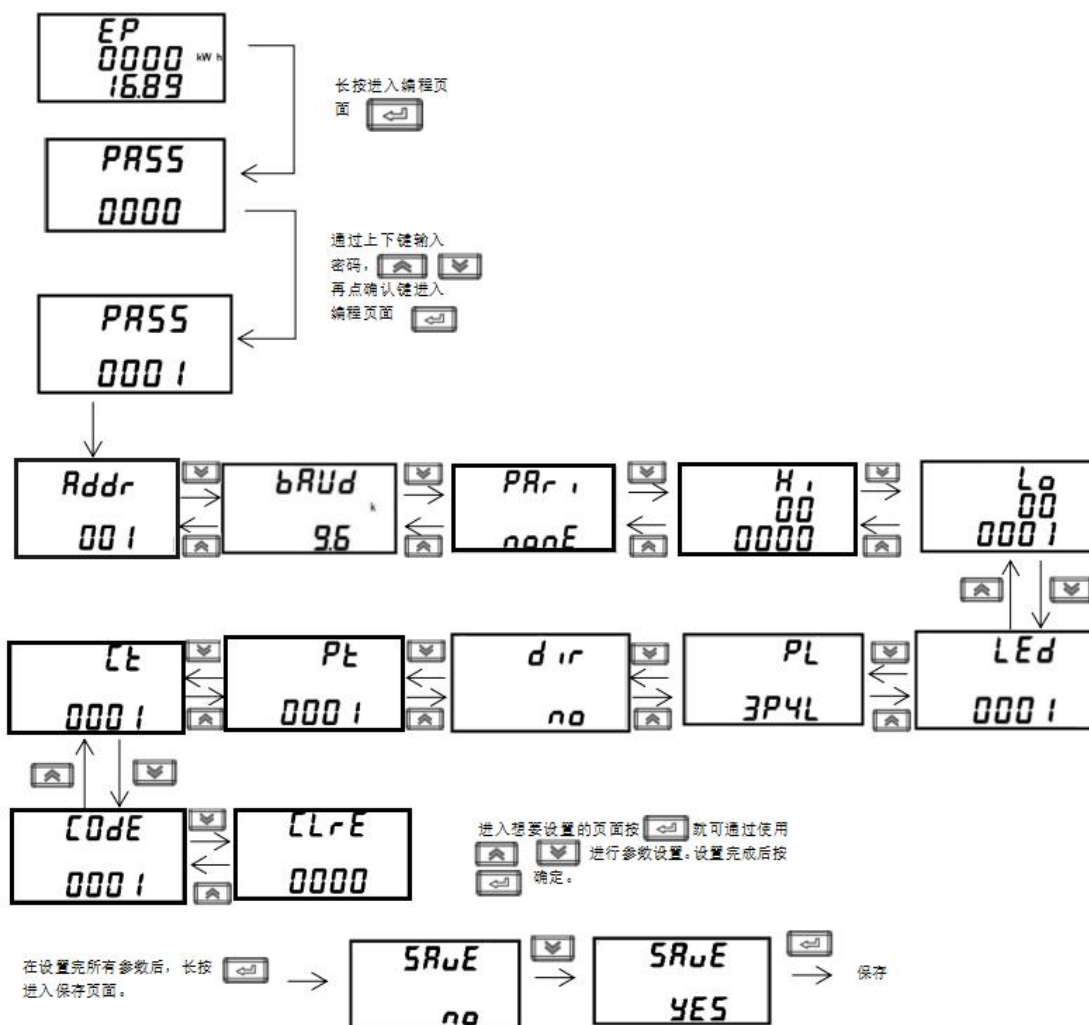 EP
0000 kW h
16.89
长按进入编程页
面
PASS
0000
通过上下键输入
密码，
再点确认键进入
编程页面
PASS
0001
Addr
001
bAUd
k
9.6
PAri
nonE
Hi
00
0000
Lo
00
0001
Ct
0001
Pt
0001
dir
no
PL
3P4L
LEd
0001
COdE
0001
CLrE
0000
进入想要设置的页面按 就可通过使用
进行参数设置。设置完成后按
确定。
在设置完所有参数后，长按
进入保存页面。
SAvE
no
SAvE
YES
保存